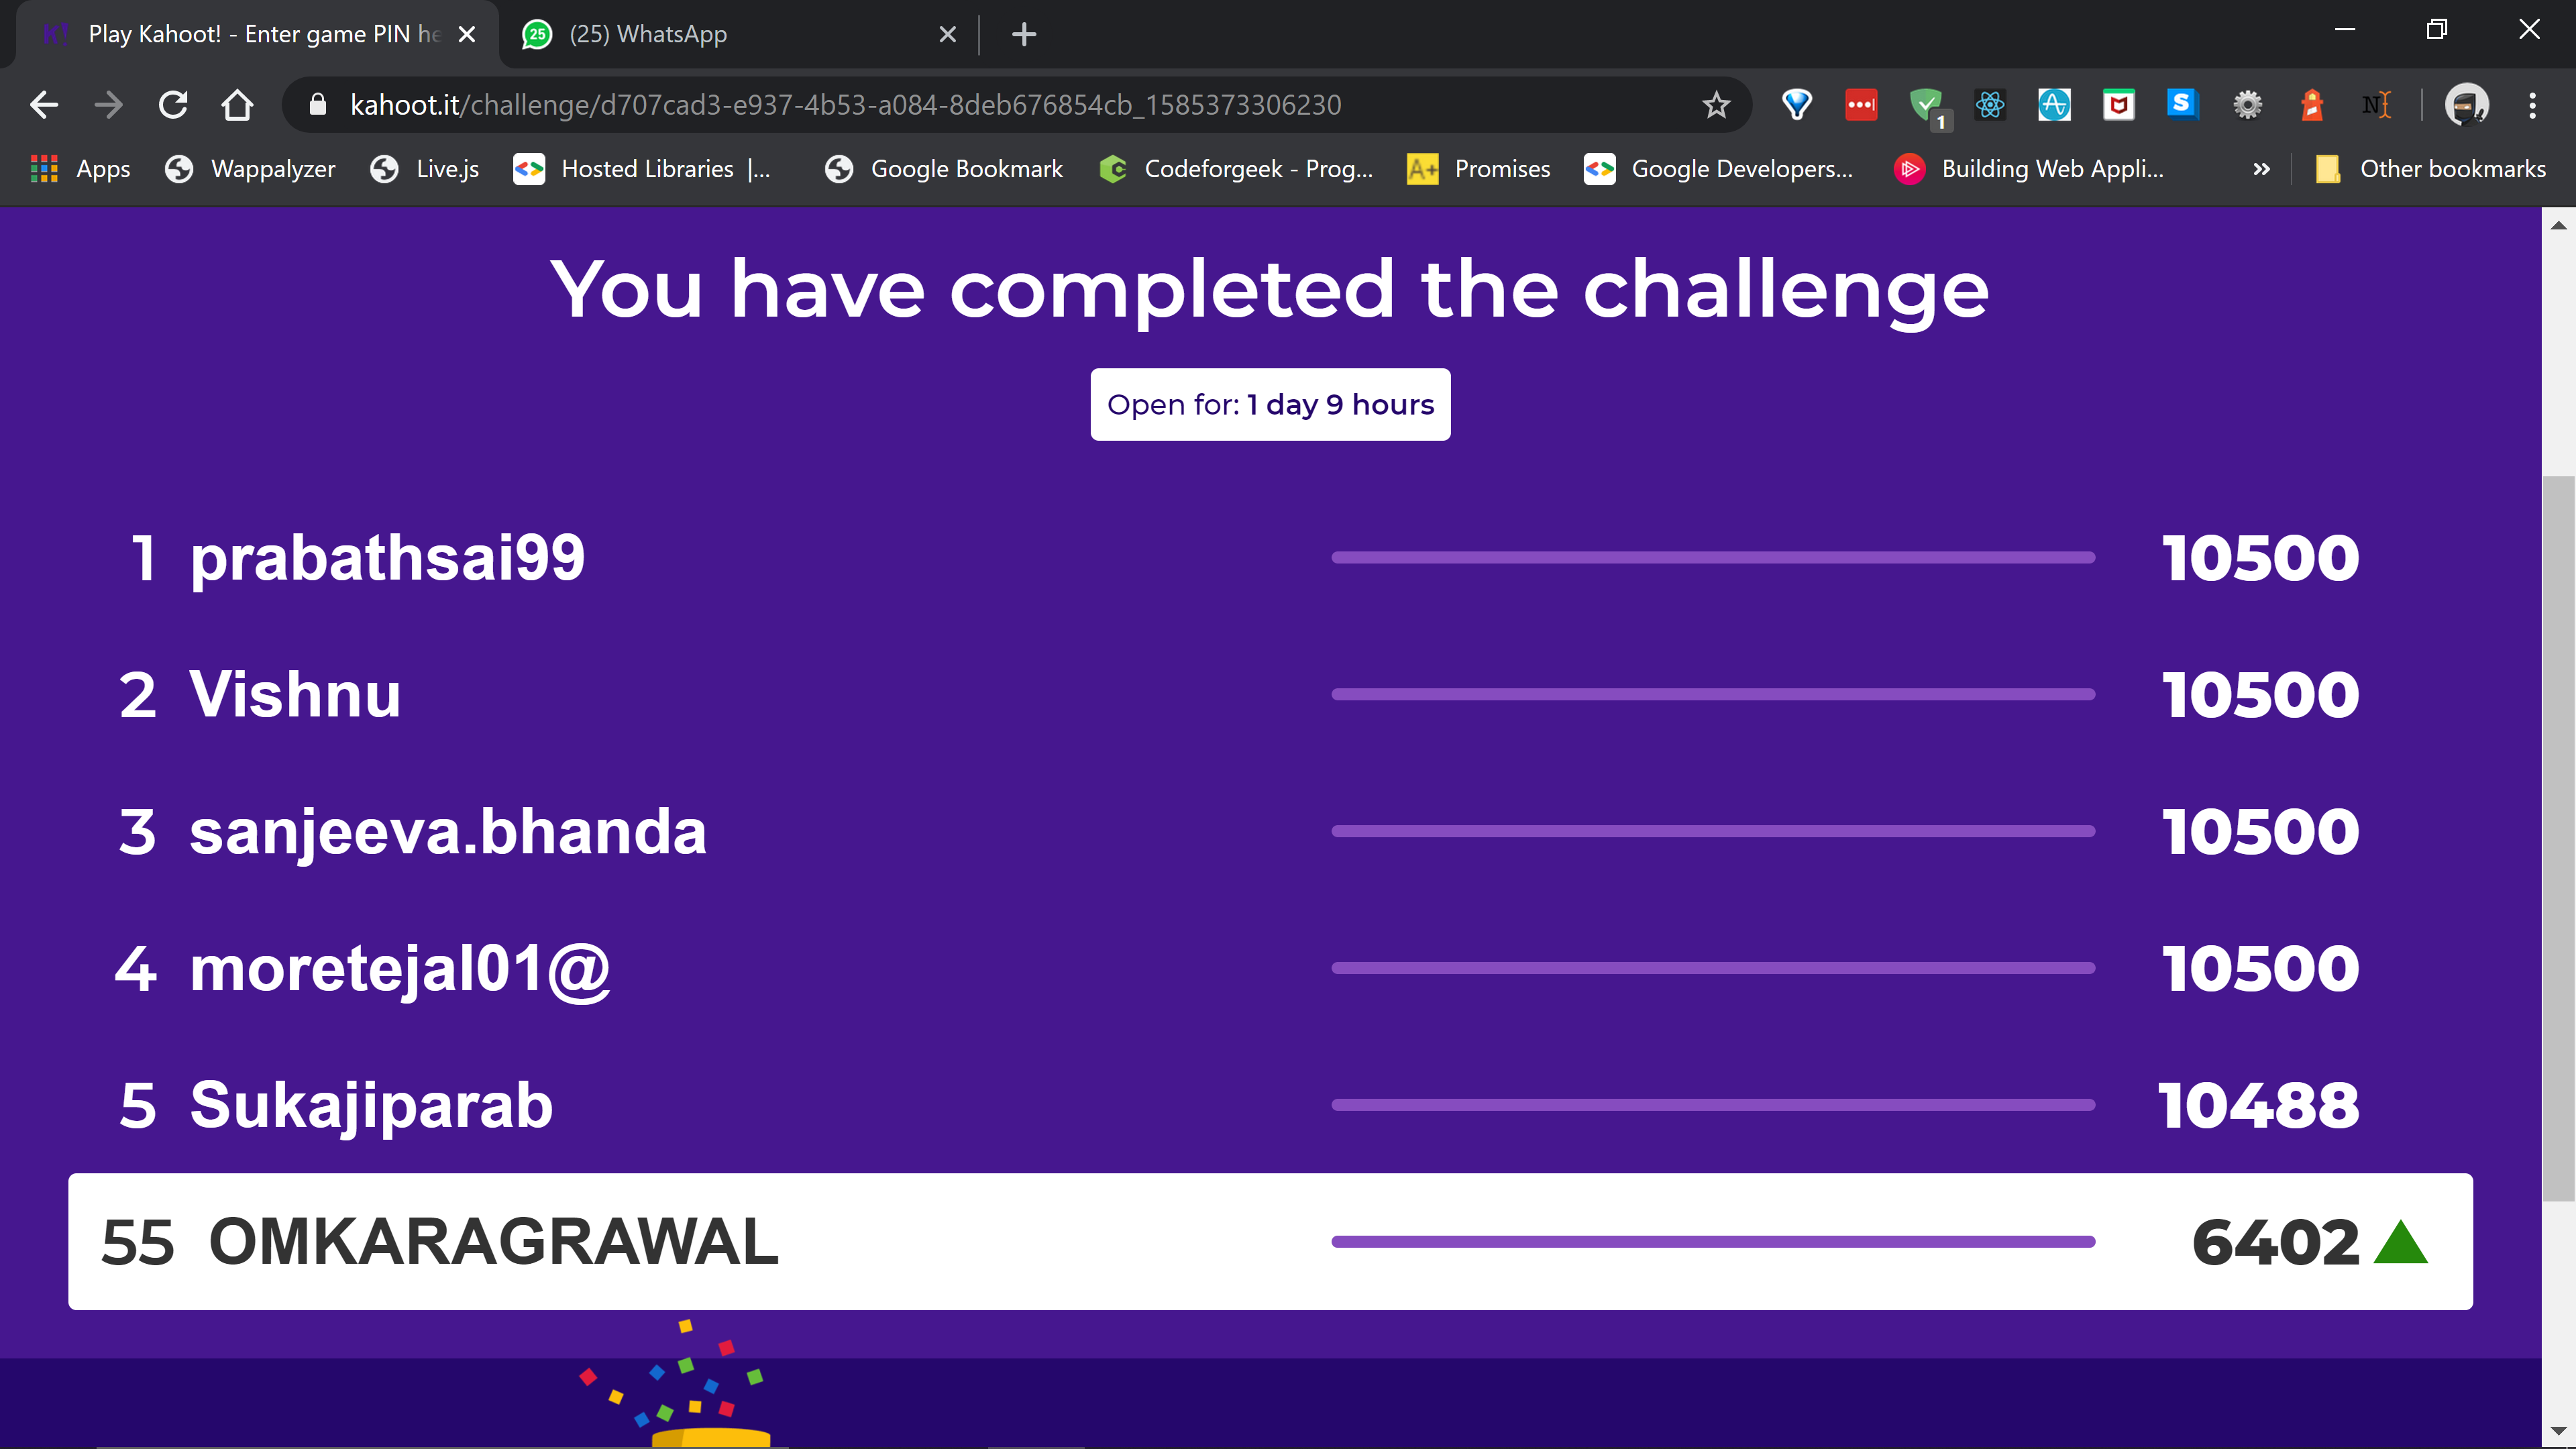 Play Kahoot! - Enter game PIN he
25 (25) WhatsApp
kahoot.it/challenge/d707cad3-e937-4b53-a084-8deb676854cb_1585373306230
1
Apps Wappalyzer Live.js Hosted Libraries |... Google Bookmark Codeforgeek - Prog... A+ Promises Google Developers... Building Web Appli... » Other bookmarks
You have completed the challenge
Open for: 1 day 9 hours
1 prabathsai99 10500
2 Vishnu 10500
3 sanjeeva.bhanda 10500
4 moretejal01@ 10500
5 Sukajiparab 10488
55 OMKARAGRAWAL 6402